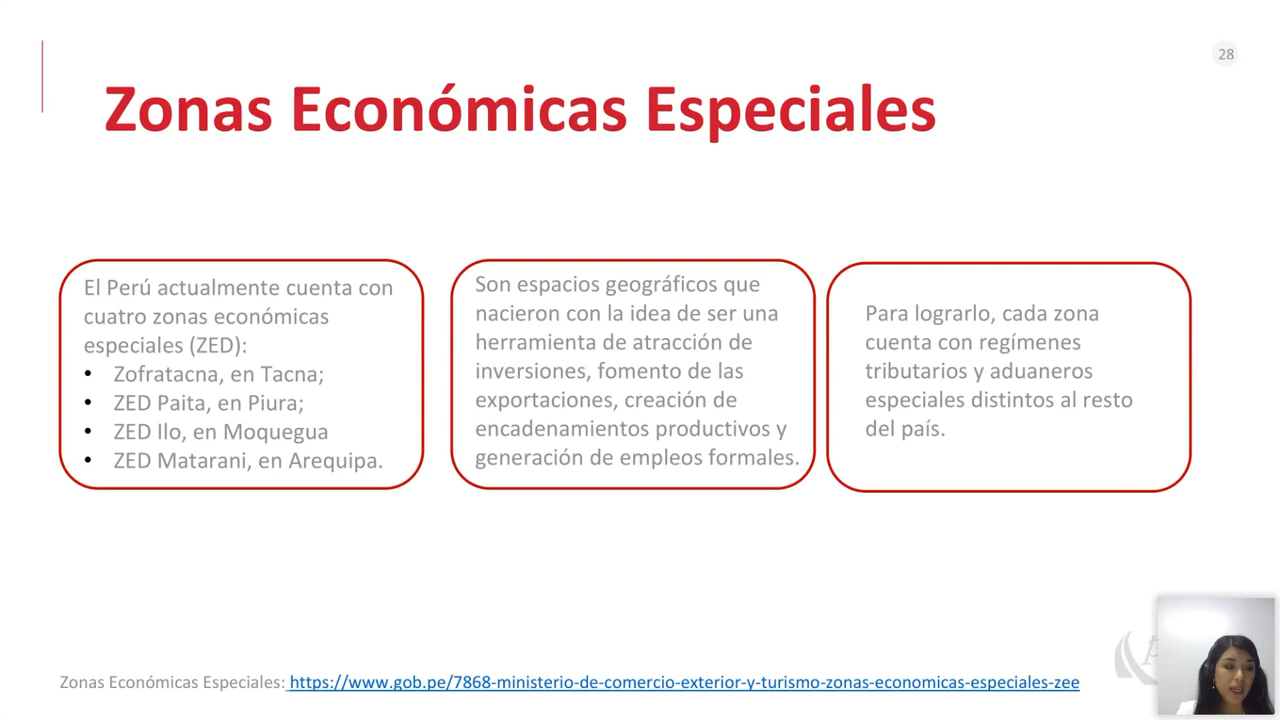 28
Zonas Económicas Especiales
El Perú actualmente cuenta con
cuatro zonas económicas
especiales (ZED):
• Zofratacna, en Tacna;
• ZED Paita, en Piura;
• ZED Ilo, en Moquegua
• ZED Matarani, en Arequipa.
Son espacios geográficos que
nacieron con la idea de ser una
herramienta de atracción de
inversiones, fomento de las
exportaciones, creación de
encadenamientos productivos y
generación de empleos formales.
Para lograrlo, cada zona
cuenta con regímenes
tributarios y aduaneros
especiales distintos al resto
del país.
Zonas Económicas Especiales: https://www.gob.pe/7868-ministerio-de-comercio-exterior-y-turismo-zonas-economicas-especiales-zee